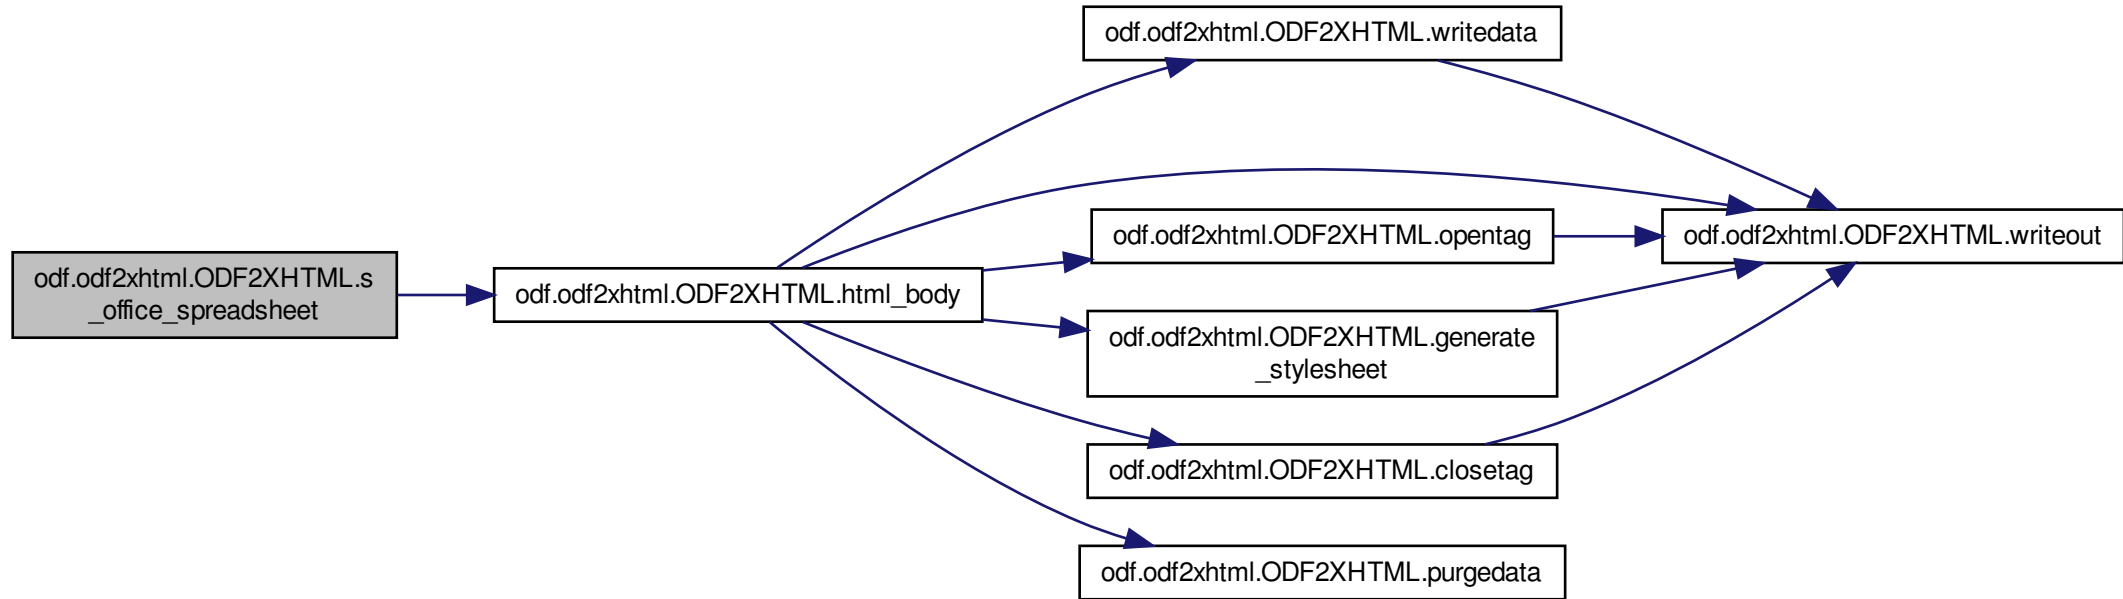 odf.odf2xhtml.ODF2XHTML.s
_office_spreadsheet
odf.odf2xhtml.ODF2XHTML.html_body
odf.odf2xhtml.ODF2XHTML.writedata
odf.odf2xhtml.ODF2XHTML.opentag
odf.odf2xhtml.ODF2XHTML.generate
_stylesheet
odf.odf2xhtml.ODF2XHTML.closetag
odf.odf2xhtml.ODF2XHTML.purgedata
odf.odf2xhtml.ODF2XHTML.writeout